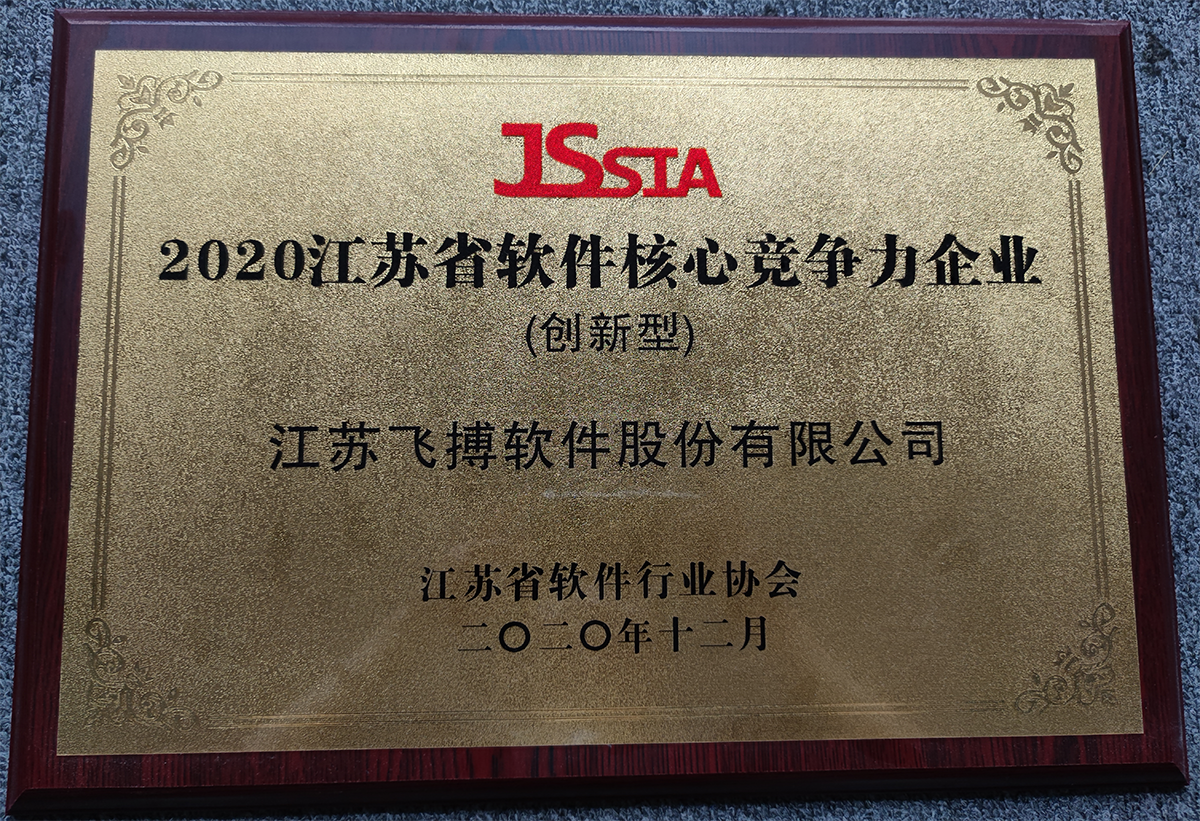 JSSIA
2020江苏省软件核心竞争力企业
(创新型)
江苏飞搏软件股份有限公司
江苏省软件行业协会
二〇二〇年十二月